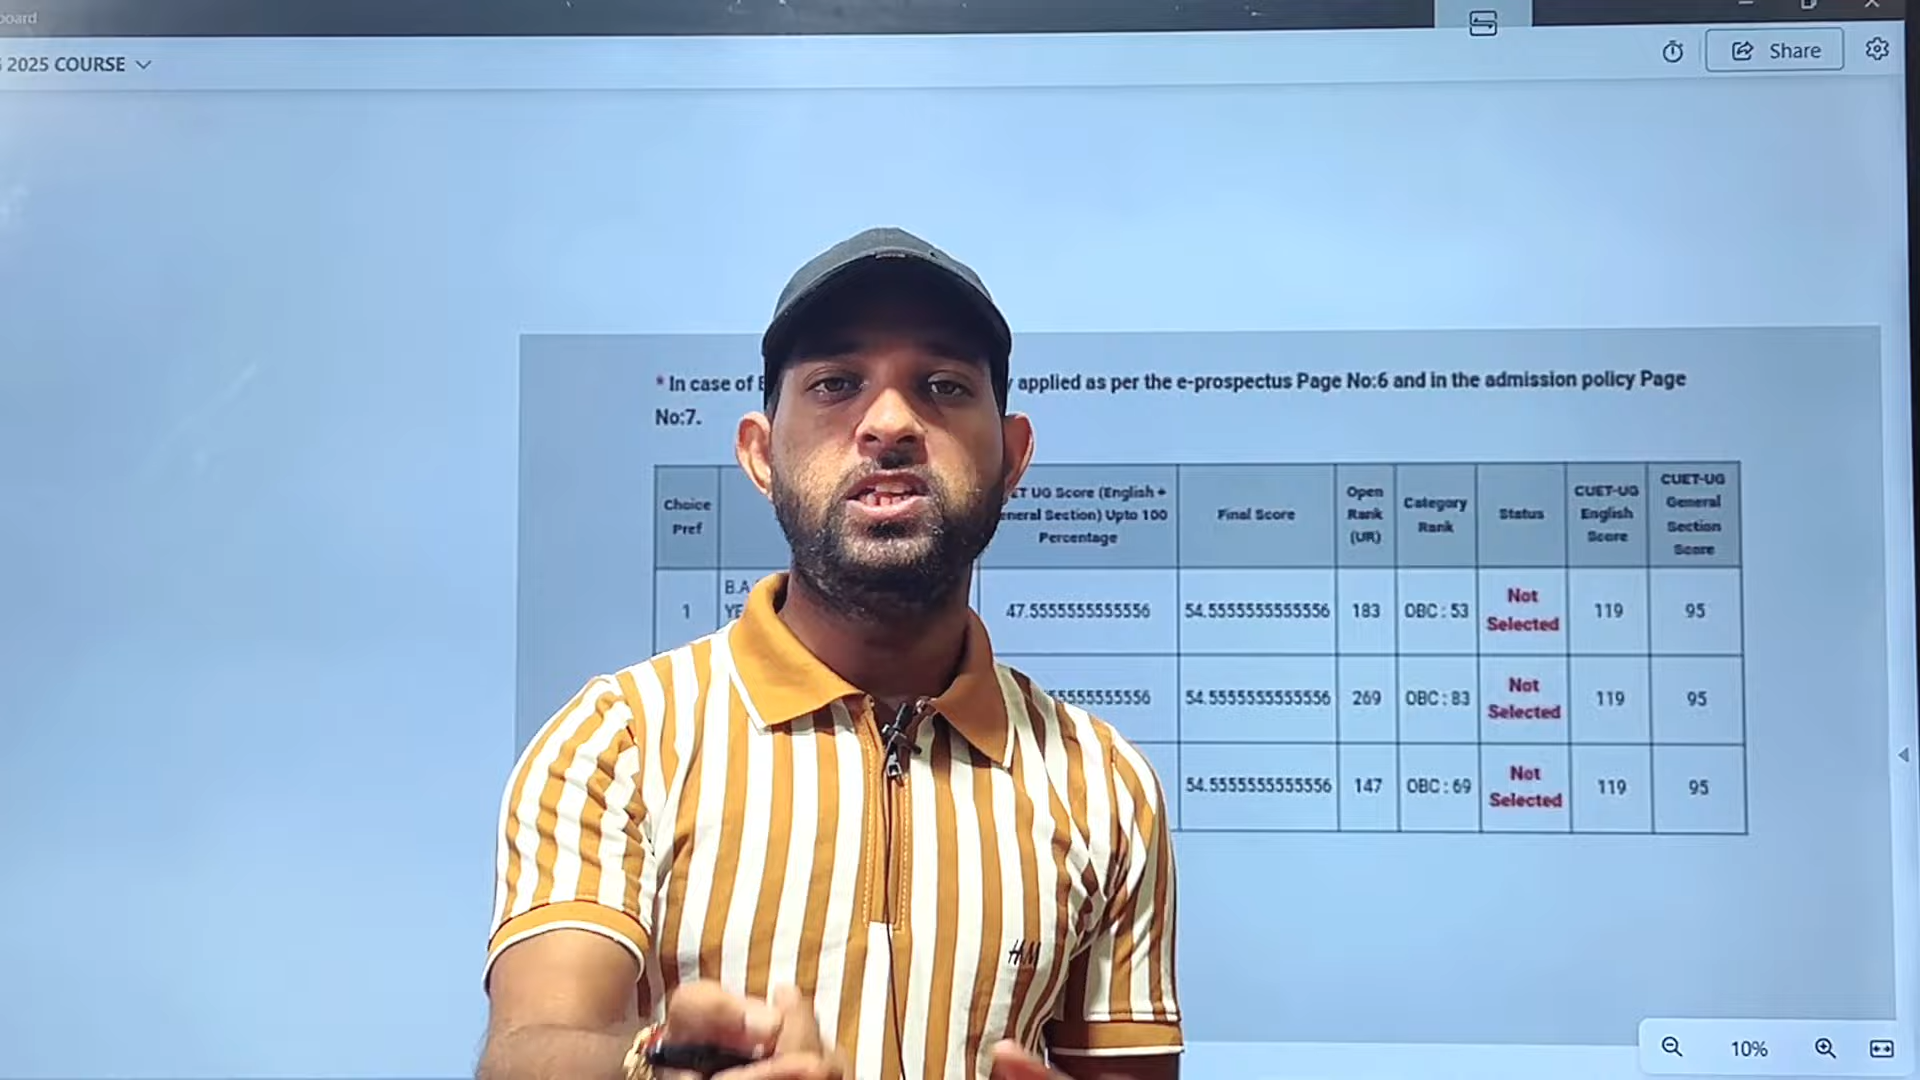 board
2025 COURSE
Share
* In case of applied as per the e-prospectus Page No:6 and in the admission policy Page
No:7.
Choice
Pref
UG Score (English +
Section) Upto 100
Percentage
Final Score
Open
Rank
(UR)
Category
Rank
Status
CUET-UG
English
Score
CUET-UG
General
Section
Score
1
B.A
47.5555555555556
54.5555555555556
183
OBC : 53
Not
Selected
119
95
54.5555555555556
269
OBC : 83
Not
Selected
119
95
54.5555555555556
147
OBC : 69
Not
Selected
119
95
H&M
10%